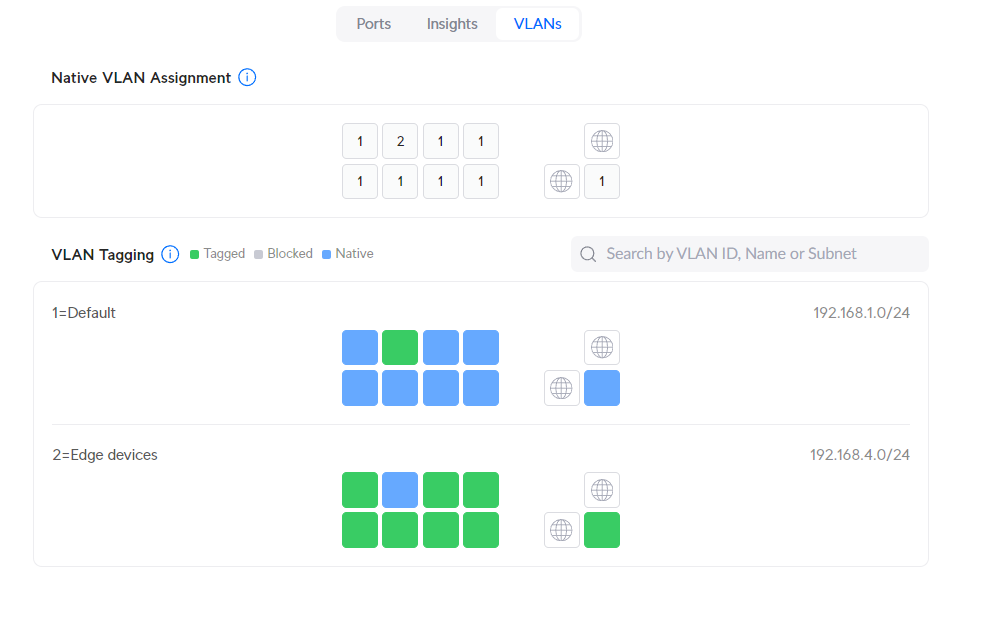 Ports Insights VLANs
Native VLAN Assignment
1 2 1 1
1 1 1 1 1
VLAN Tagging Tagged Blocked Native Search by VLAN ID, Name or Subnet
1=Default 192.168.1.0/24
2=Edge devices 192.168.4.0/24